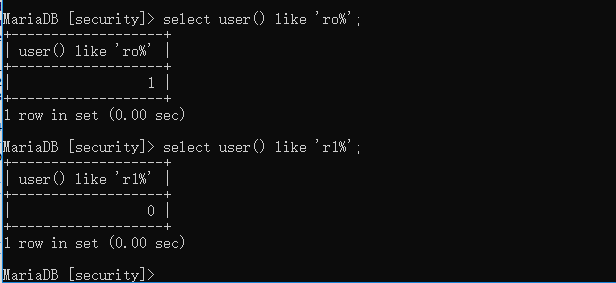 MariaDB [security]> select user() like 'ro%';
+-------------------+
| user() like 'ro%' |
+-------------------+
|                 1 |
+-------------------+
1 row in set (0.00 sec)
MariaDB [security]> select user() like 'r1%';
+-------------------+
| user() like 'r1%' |
+-------------------+
|                 0 |
+-------------------+
1 row in set (0.00 sec)
MariaDB [security]>